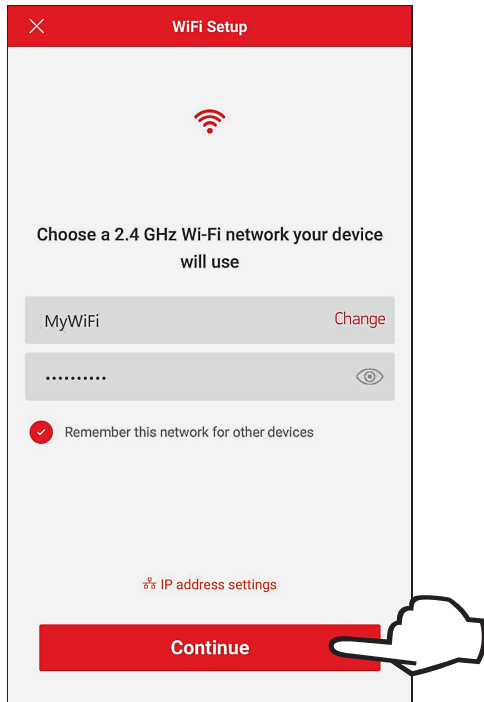 WiFi Setup
Choose a 2.4 GHz Wi-Fi network your device
will use
MyWiFi Change
••••••••••
Remember this network for other devices
IP address settings
Continue